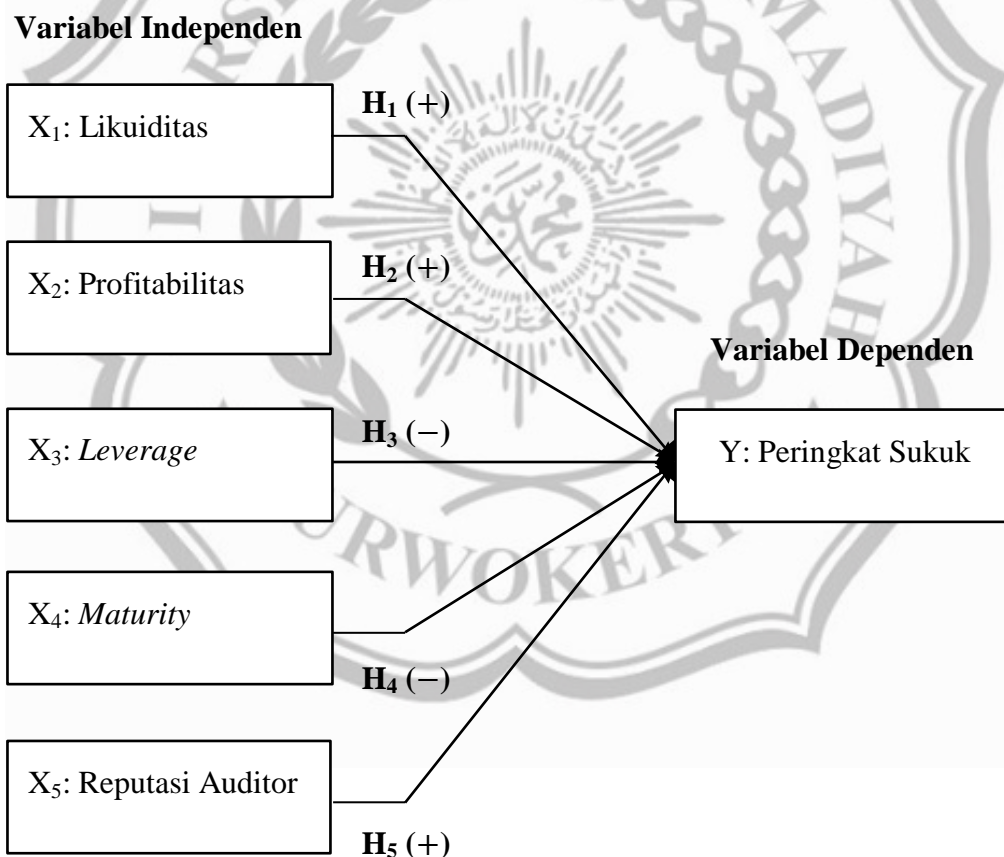 Variabel Independen
H₁ (+)
X₁: Likuiditas
H₂ (+)
X₂: Profitabilitas
Variabel Dependen
H₃ (−)
X₃: Leverage
Y: Peringkat Sukuk
X₄: Maturity
H₄ (−)
X₅: Reputasi Auditor
H₅ (+)